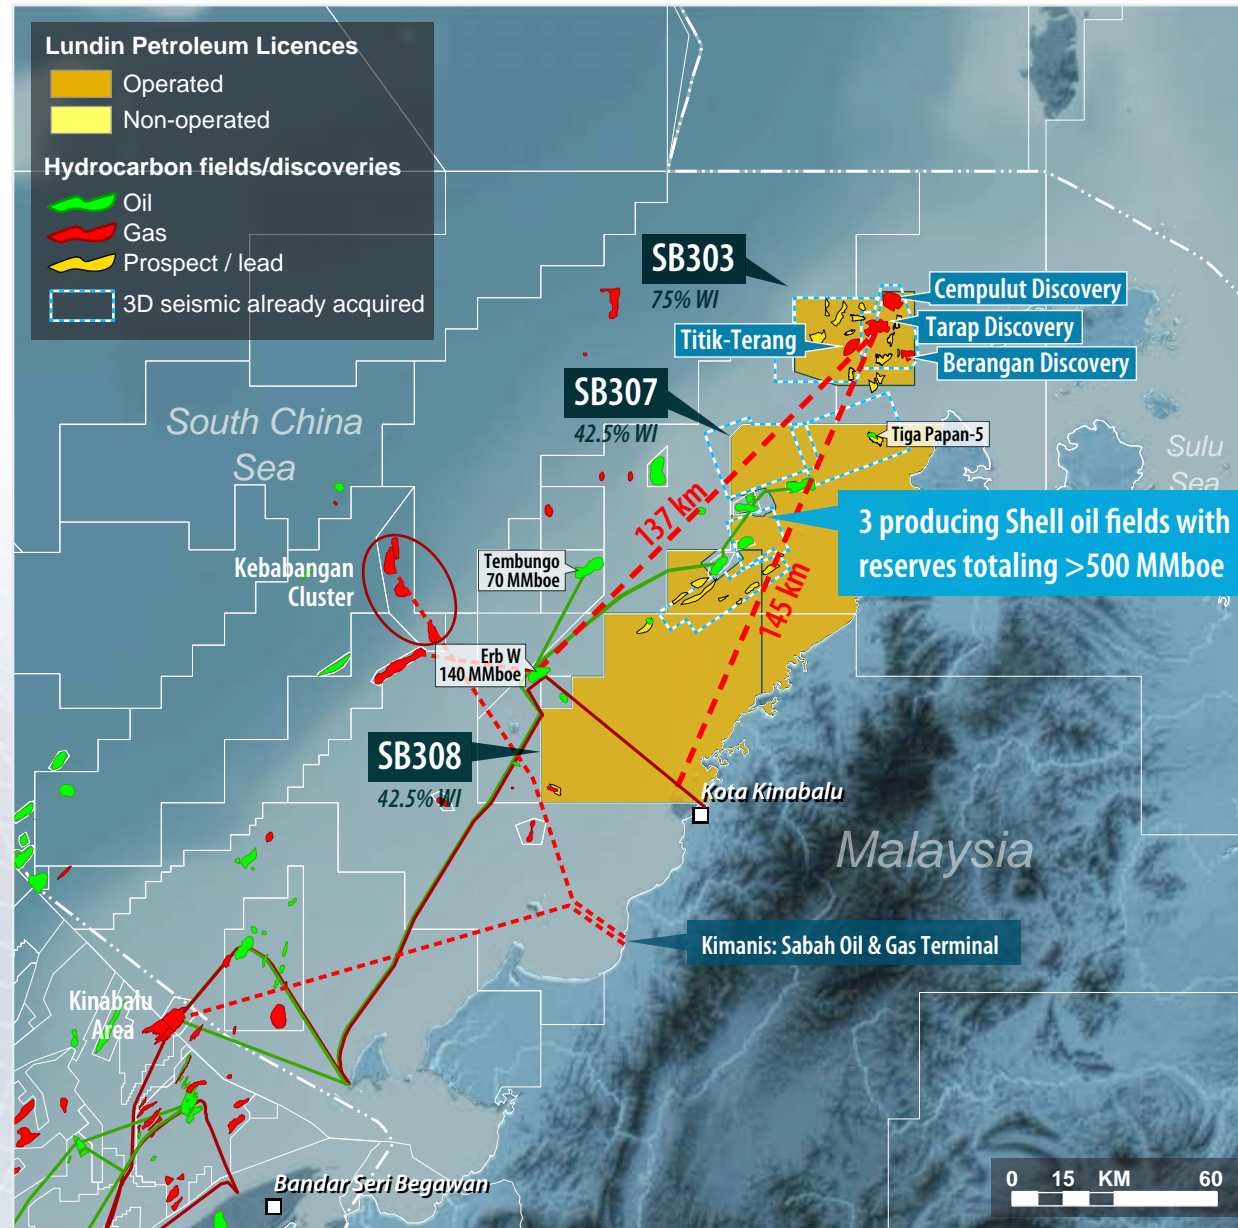 Lundin Petroleum Licences
Operated
Non-operated
Hydrocarbon fields/discoveries
Oil
Gas
Prospect / lead
3D seismic already acquired
SB303
75% WI
Cempulut Discovery
Tarap Discovery
Titik-Terang
Berangan Discovery
SB307
42.5% WI
South China
Sea
Tiga Papan-5
Sulu
Sea
137 km
3 producing Shell oil fields with
reserves totaling >500 MMboe
Tembungo
70 MMboe
Kebabangan
Cluster
145 km
Erb W
140 MMboe
SB308
42.5% WI
Kota Kinabalu
Malaysia
Kimanis: Sabah Oil & Gas Terminal
Kinabalu
Area
Bandar Seri Begawan
0 15 KM 60